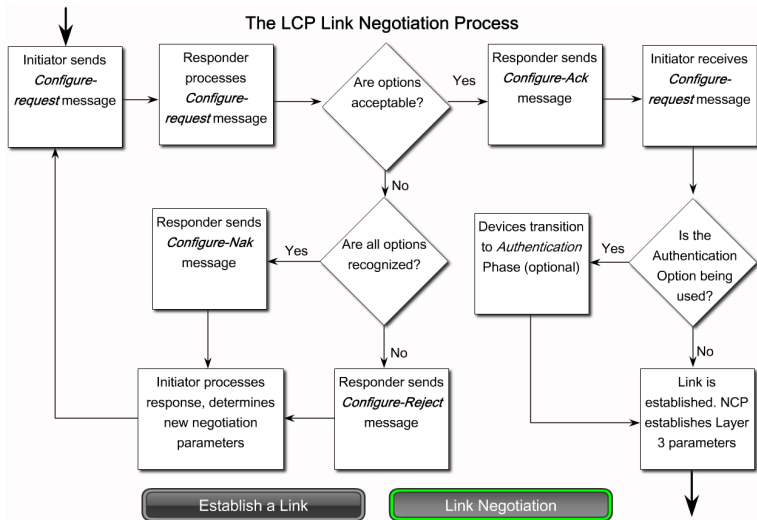 The LCP Link Negotiation Process
Initiator sends
Configure-
request message
Responder
processes
Configure-
request message
Are options
acceptable?
Yes
Responder sends
Configure-Ack
message
Initiator receives
Configure-
request message
No
Responder sends
Configure-Nak
message
Yes
Are all options
recognized?
Devices transition
to Authentication
Phase (optional)
Yes
Is the
Authentication
Option being
used?
No
No
Initiator processes
response, determines
new negotiation
parameters
Responder sends
Configure-Reject
message
Link is
established. NCP
establishes Layer
3 parameters
Establish a Link
Link Negotiation